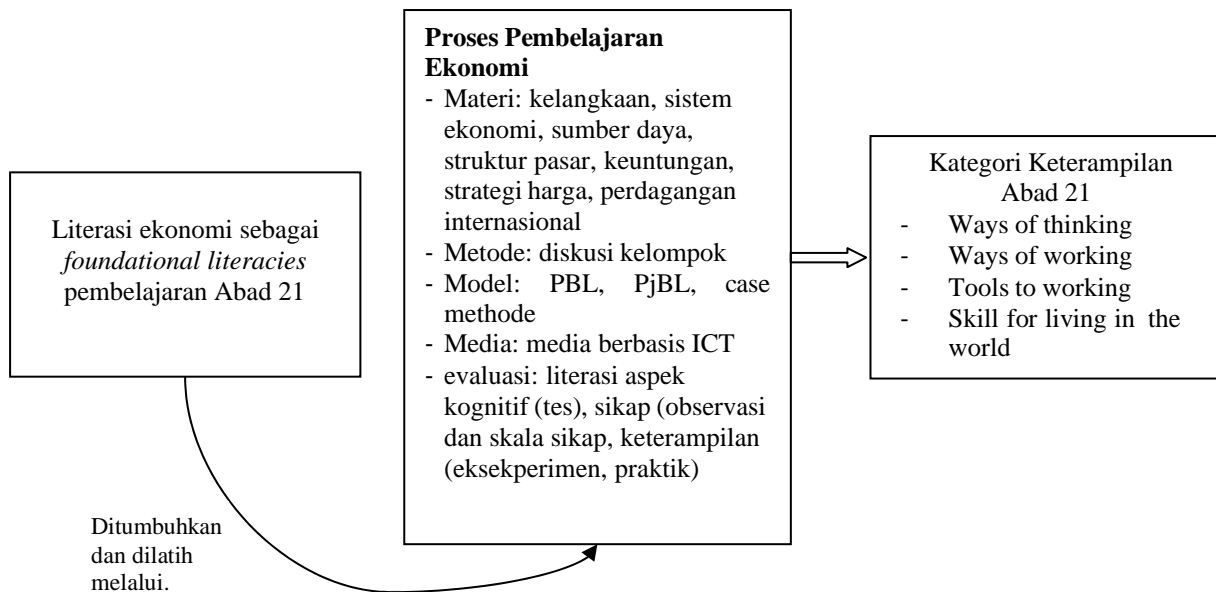 Literasi ekonomi sebagai
foundational literacies
pembelajaran Abad 21
Ditumbuhkan
dan dilatih
melalui.
Proses Pembelajaran
Ekonomi
- Materi: kelangkaan, sistem
ekonomi, sumber daya,
struktur pasar, keuntungan,
strategi harga, perdagangan
internasional
- Metode: diskusi kelompok
- Model: PBL, PjBL, case
methode
- Media: media berbasis ICT
- evaluasi: literasi aspek
kognitif (tes), sikap (observasi
dan skala sikap, keterampilan
(eksekperimen, praktik)
Kategori Keterampilan
Abad 21
- Ways of thinking
- Ways of working
- Tools to working
- Skill for living in the
world